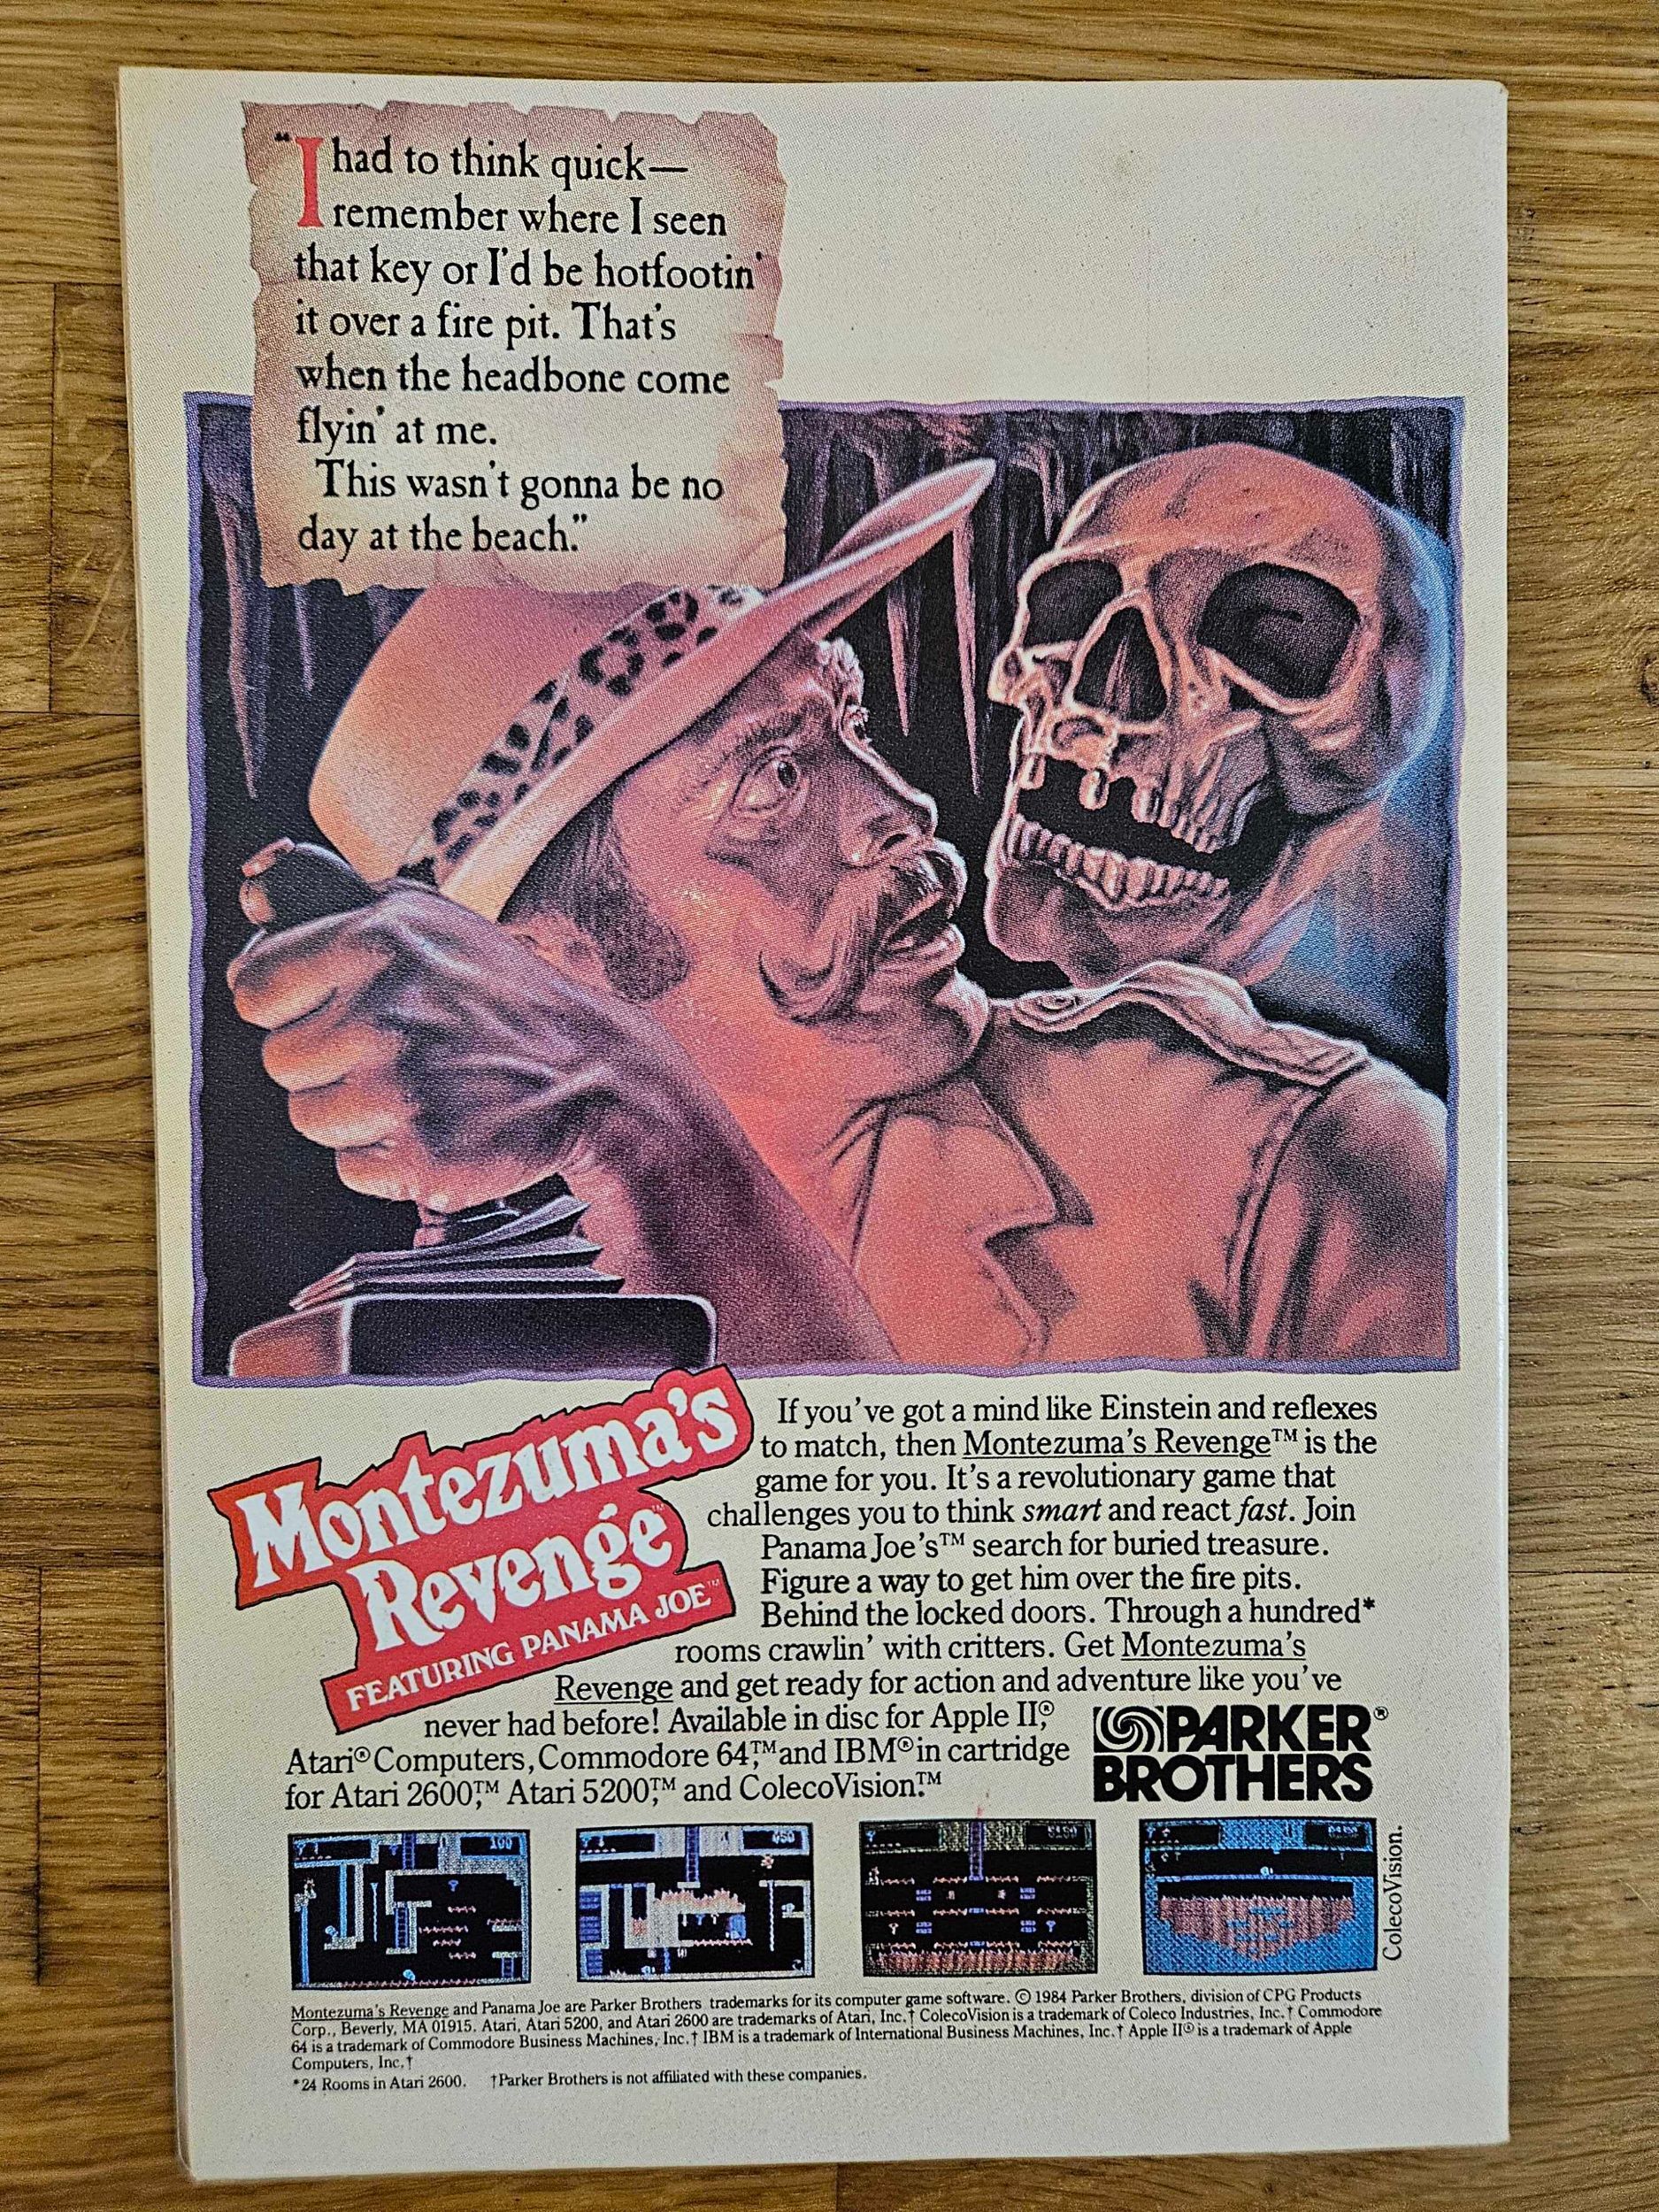 "I had to think quick—
remember where I seen
that key or I'd be hotfootin'
it over a fire pit. That's
when the headbone come
flyin' at me.
This wasn't gonna be no
day at the beach."
Montezuma's
Revenge™
FEATURING PANAMA JOE™
If you've got a mind like Einstein and reflexes
to match, then Montezuma's Revenge™ is the
game for you. It's a revolutionary game that
challenges you to think smart and react fast. Join
Panama Joe's™ search for buried treasure.
Figure a way to get him over the fire pits.
Behind the locked doors. Through a hundred*
rooms crawlin' with critters. Get Montezuma's
Revenge and get ready for action and adventure like you've
never had before! Available in disc for Apple II,®
Atari® Computers, Commodore 64,™ and IBM® in cartridge
for Atari 2600,™ Atari 5200,™ and ColecoVision.™
PARKER®
BROTHERS
100
450
ColecoVision.
Montezuma's Revenge and Panama Joe are Parker Brothers trademarks for its computer game software. © 1984 Parker Brothers, division of CPG Products
Corp., Beverly, MA 01915. Atari, Atari 5200, and Atari 2600 are trademarks of Atari, Inc.† ColecoVision is a trademark of Coleco Industries, Inc.† Commodore
64 is a trademark of Commodore Business Machines, Inc.† IBM is a trademark of International Business Machines, Inc.† Apple II® is a trademark of Apple
Computers, Inc.†
*24 Rooms in Atari 2600. †Parker Brothers is not affiliated with these companies.